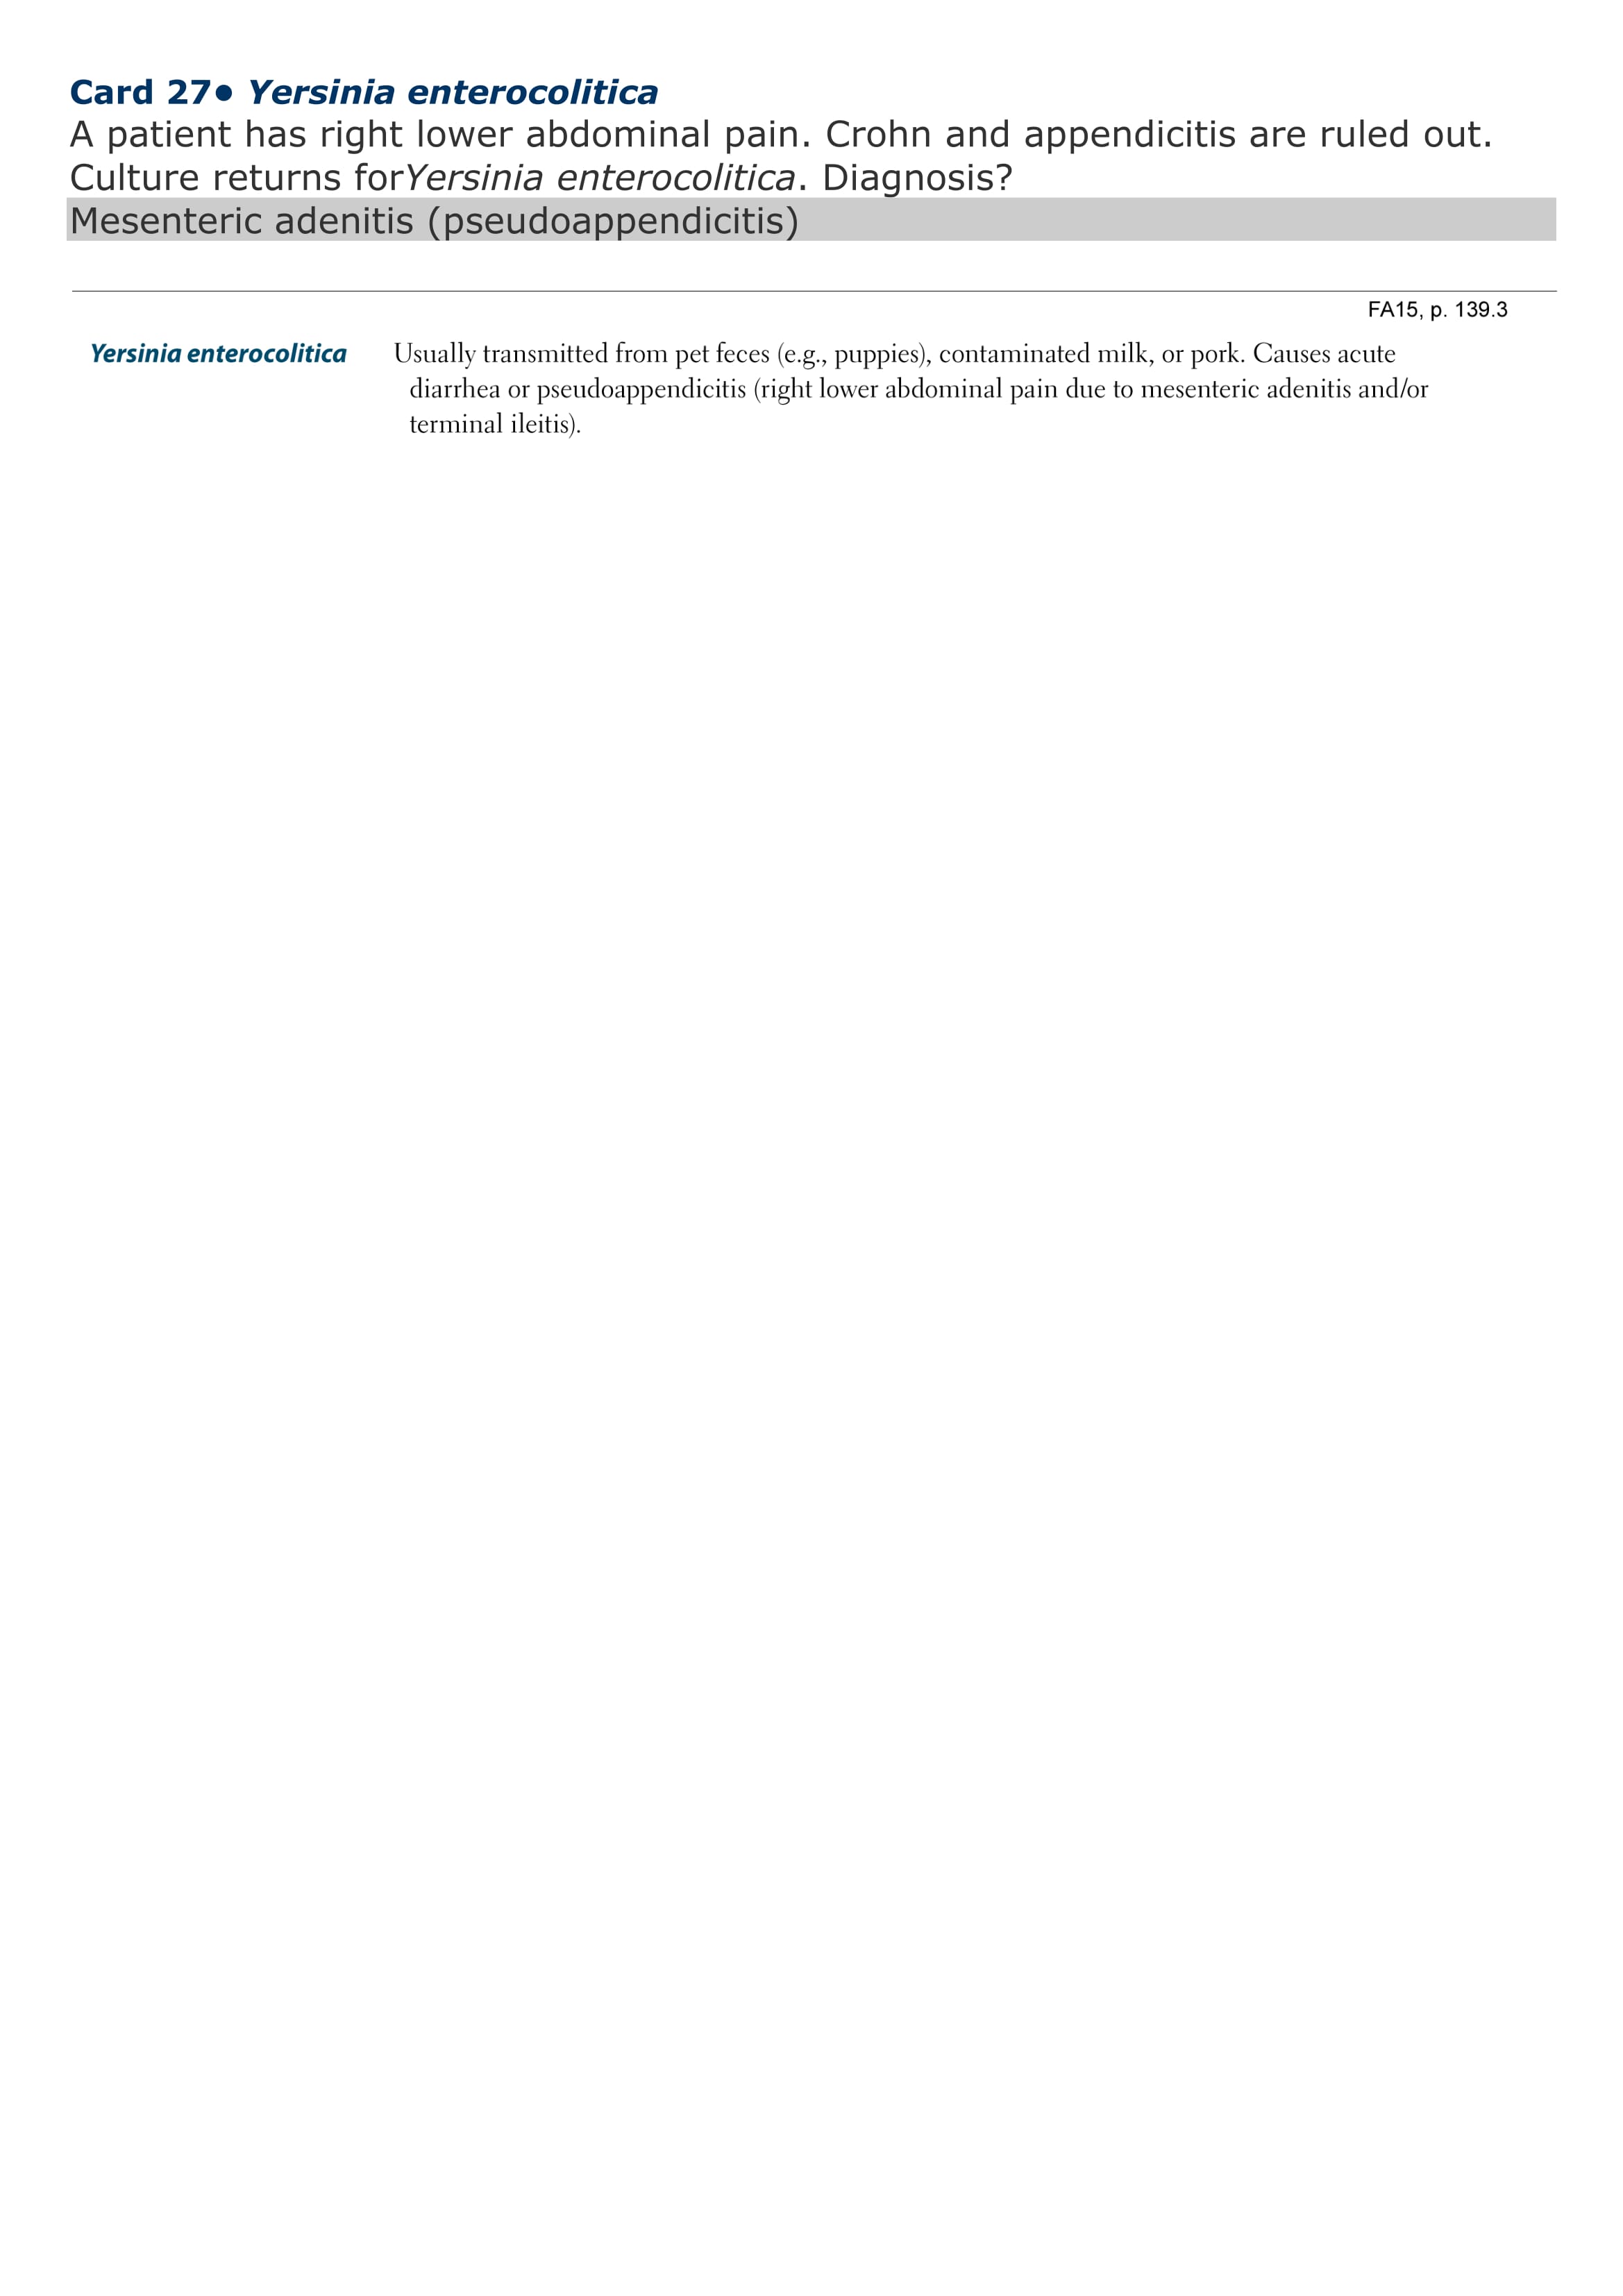 Card 27• Yersinia enterocolitica
A patient has right lower abdominal pain. Crohn and appendicitis are ruled out.
Culture returns forYersinia enterocolitica. Diagnosis?
Mesenteric adenitis (pseudoappendicitis)
FA15, p. 139.3
Yersinia enterocolitica Usually transmitted from pet feces (e.g., puppies), contaminated milk, or pork. Causes acute
diarrhea or pseudoappendicitis (right lower abdominal pain due to mesenteric adenitis and/or
terminal ileitis).